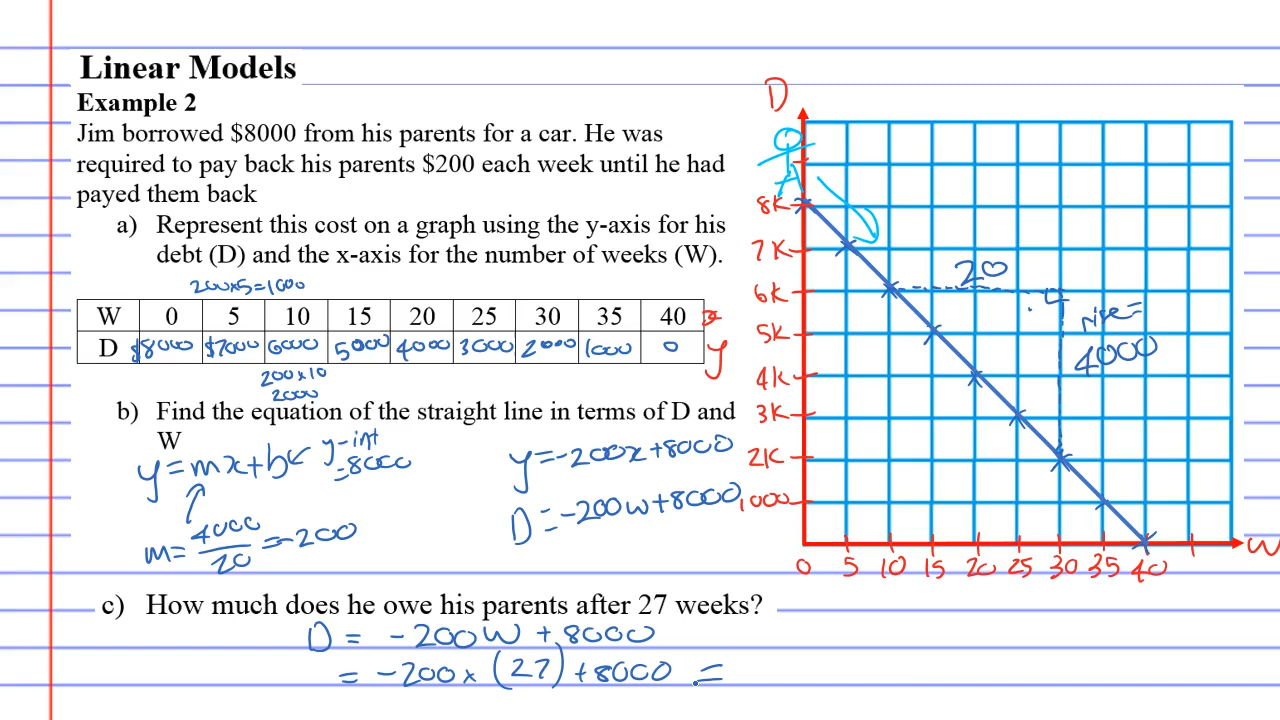 Linear Models
Example 2
Jim borrowed $8000 from his parents for a car. He was
required to pay back his parents $200 each week until he had
payed them back
a) Represent this cost on a graph using the y-axis for his
debt (D) and the x-axis for the number of weeks (W).
200x5=1000
W 0 5 10 15 20 25 30 35 40 x
D $8000 $7000 6000 5000 4000 3000 2000 1000 0 y
200x10
2000
b) Find the equation of the straight line in terms of D and
W
y=mx+b y-int
=8000
m= 4000
20 =-200
y=-200x+8000
D=-200W+8000
c) How much does he owe his parents after 27 weeks?
D = -200W+8000
= -200x(27)+8000 =
D
8K
7K
6K
5K
4K
3K
2K
1000
0 5 10 15 20 25 30 35 40 W
20
rise=
4000